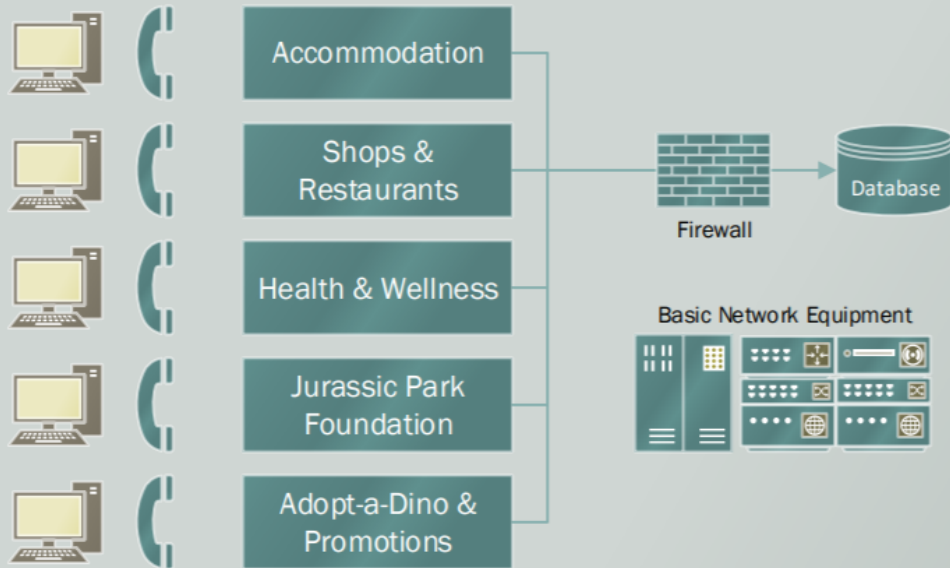 Accommodation
Shops &
Restaurants
Firewall
Database
Health & Wellness
Basic Network Equipment
Jurassic Park
Foundation
Adopt-a-Dino &
Promotions